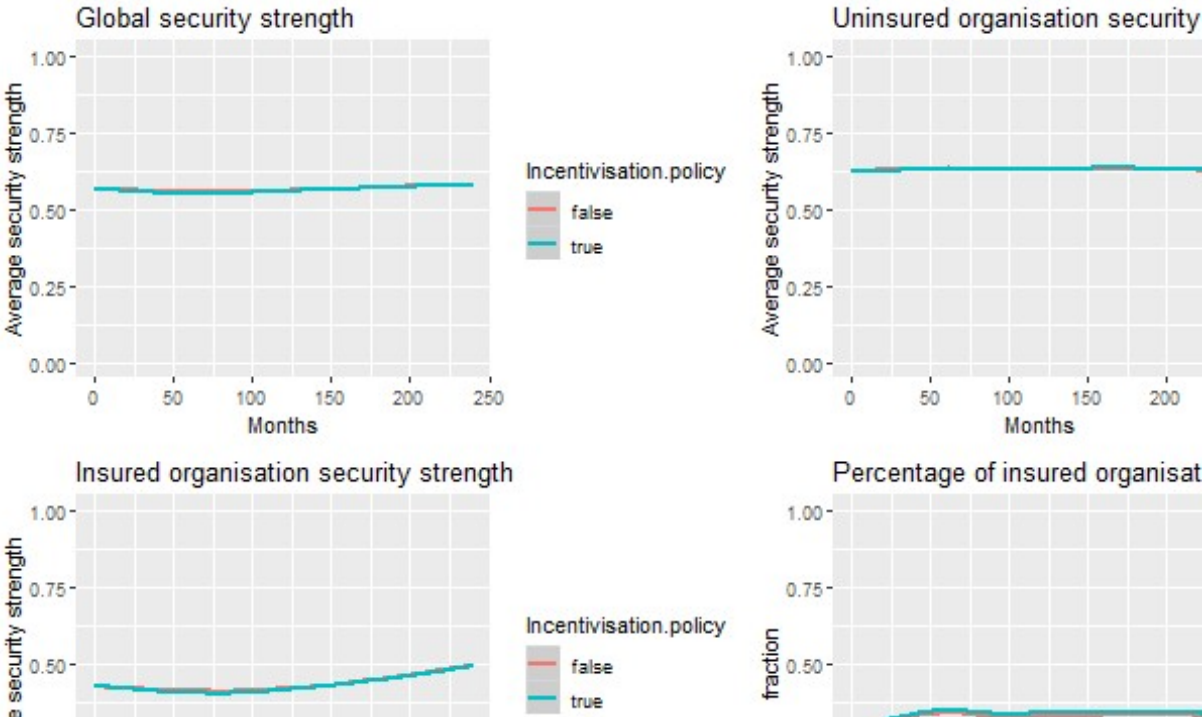 Global security strength
Average security strength
1.00
0.75
0.50
0.25
0.00
0
50
100
150
200
250
Months
Incentivisation.policy
false
true
Uninsured organisation security
Average security strength
1.00
0.75
0.50
0.25
0.00
0
50
100
150
200
Months
Insured organisation security strength
security strength
1.00
0.75
0.50
Incentivisation.policy
false
true
Percentage of insured
fraction
1.00
0.75
0.50